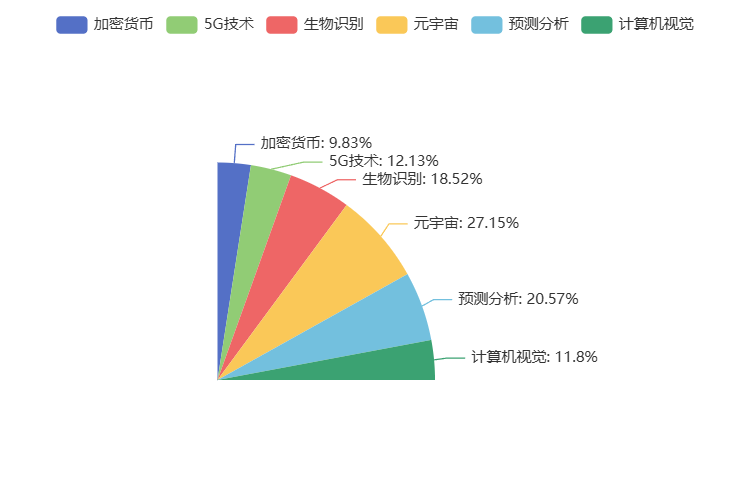 加密货币 5G技术 生物识别 元宇宙 预测分析 计算机视觉
加密货币: 9.83%
5G技术: 12.13%
生物识别: 18.52%
元宇宙: 27.15%
预测分析: 20.57%
计算机视觉: 11.8%